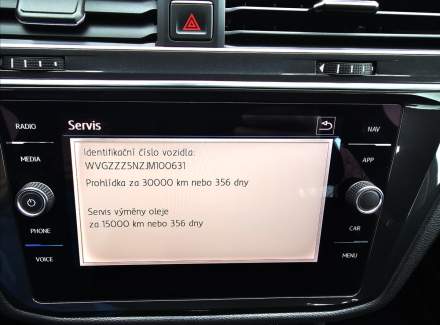 Servis
RADIO
NAV
MEDIA
APP
PHONE
CAR
VOICE
MENU
Identifikační číslo vozidla:
WVGZZZ5NZJM100631
Prohlídka za 30000 km nebo 356 dny
Servis výměny oleje
za 15000 km nebo 356 dny